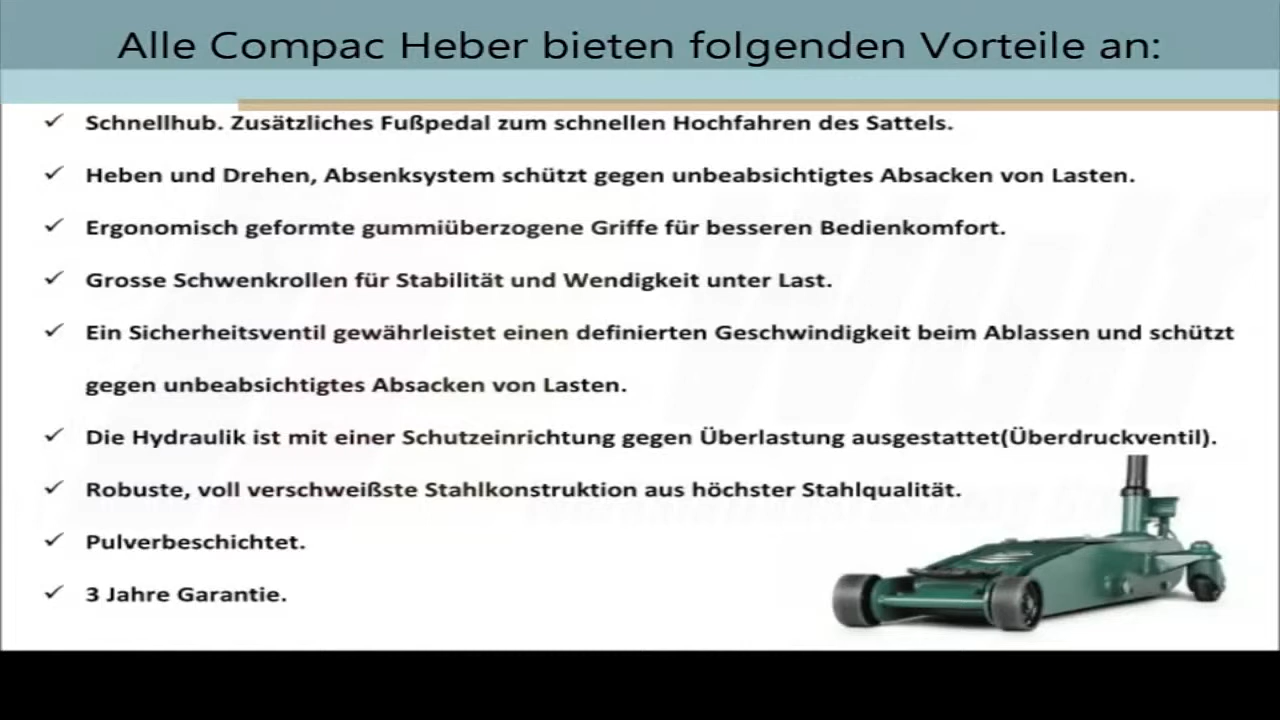 Alle Compac Heber bieten folgenden Vorteile an:
✓ Schnellhub. Zusätzliches Fußpedal zum schnellen Hochfahren des Sattels.
✓ Heben und Drehen, Absenksystem schützt gegen unbeabsichtigtes Absacken von Lasten.
✓ Ergonomisch geformte gummiüberzogene Griffe für besseren Bedienkomfort.
✓ Grosse Schwenkrollen für Stabilität und Wendigkeit unter Last.
✓ Ein Sicherheitsventil gewährleistet einen definierten Geschwindigkeit beim Ablassen und schützt
gegen unbeabsichtigtes Absacken von Lasten.
✓ Die Hydraulik ist mit einer Schutzeinrichtung gegen Überlastung ausgestattet(Überdruckventil).
✓ Robuste, voll verschweißste Stahlkonstruktion aus höchster Stahlqualität.
✓ Pulverbeschichtet.
✓ 3 Jahre Garantie.